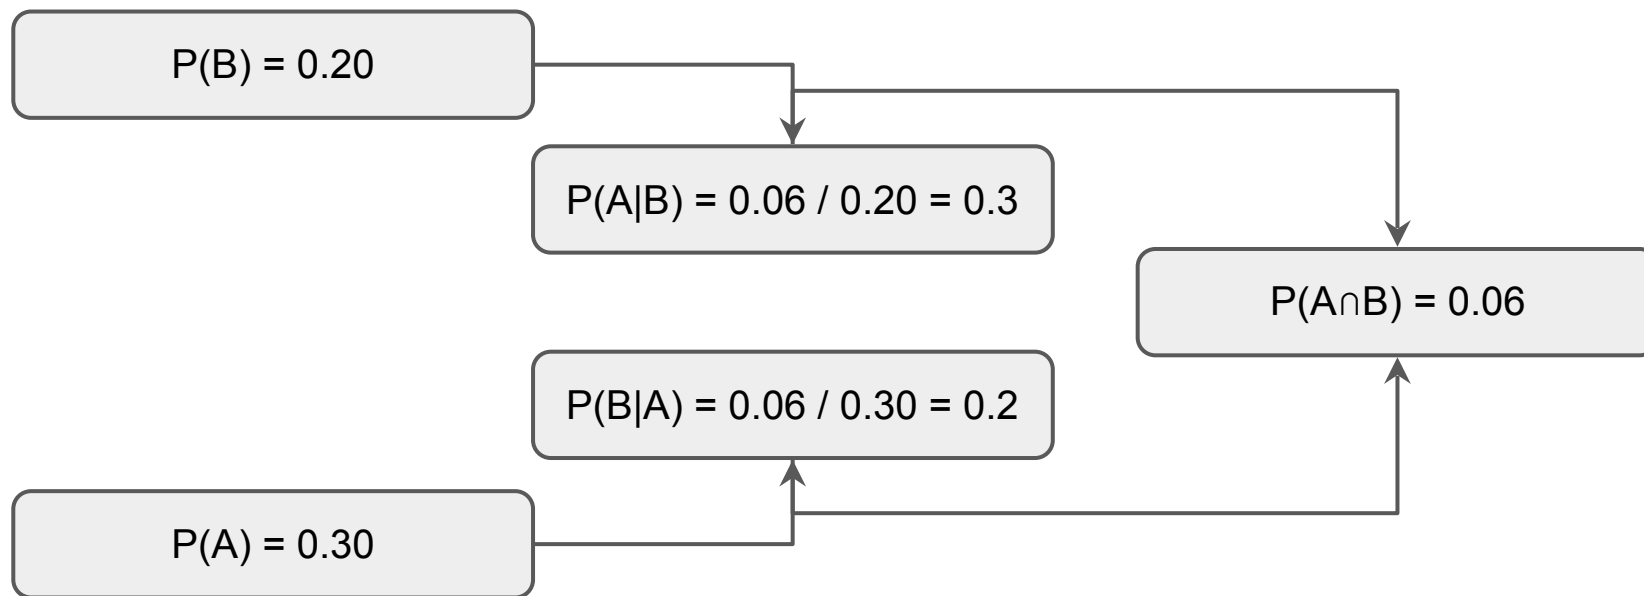 P(B) = 0.20
P(A|B) = 0.06 / 0.20 = 0.3
P(A∩B) = 0.06
P(B|A) = 0.06 / 0.30 = 0.2
P(A) = 0.30